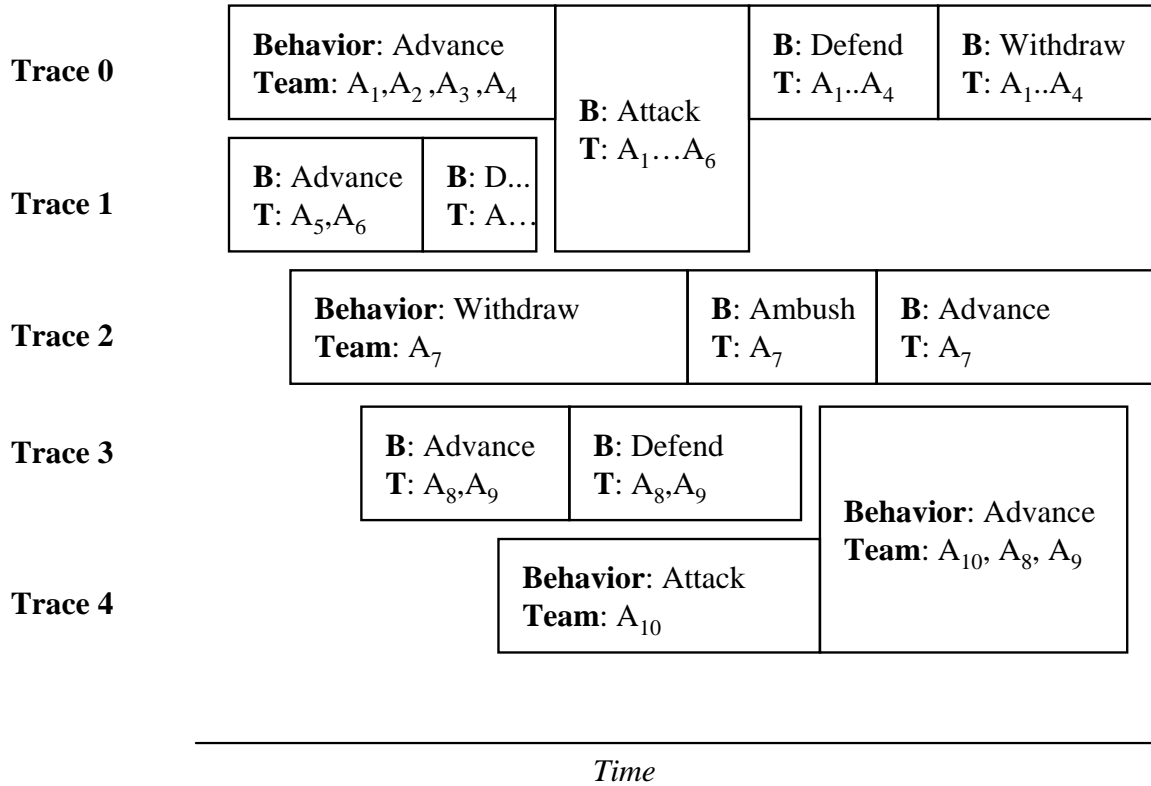 Trace 0
Behavior: Advance
Team: A₁,A₂ ,A₃ ,A₄
B: Attack
T: A₁…A₆
B: Defend
T: A₁..A₄
B: Withdraw
T: A₁..A₄
Trace 1
B: Advance
T: A₅,A₆
B: D...
T: A…
Trace 2
Behavior: Withdraw
Team: A₇
B: Ambush
T: A₇
B: Advance
T: A₇
Trace 3
B: Advance
T: A₈,A₉
B: Defend
T: A₈,A₉
Behavior: Advance
Team: A₁₀, A₈, A₉
Trace 4
Behavior: Attack
Team: A₁₀
Time